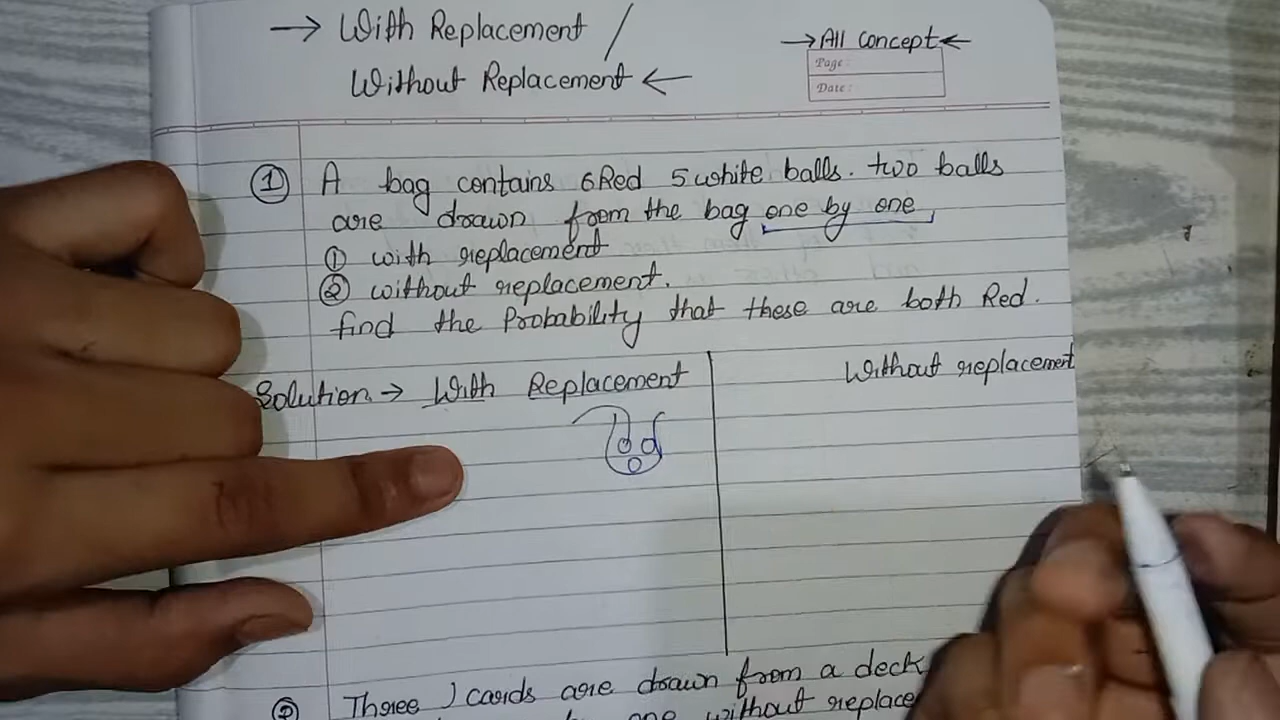 → With Replacement /
Without Replacement ←
→ All concept ←
Page :
Date :
① A bag contains 6 Red 5 white balls. two balls
are drawn from the bag one by one
① with replacement
② without replacement.
find the Probability that these are both Red.
Solution → With Replacement
Without replacement
② Three cards are drawn from a deck
one without replace